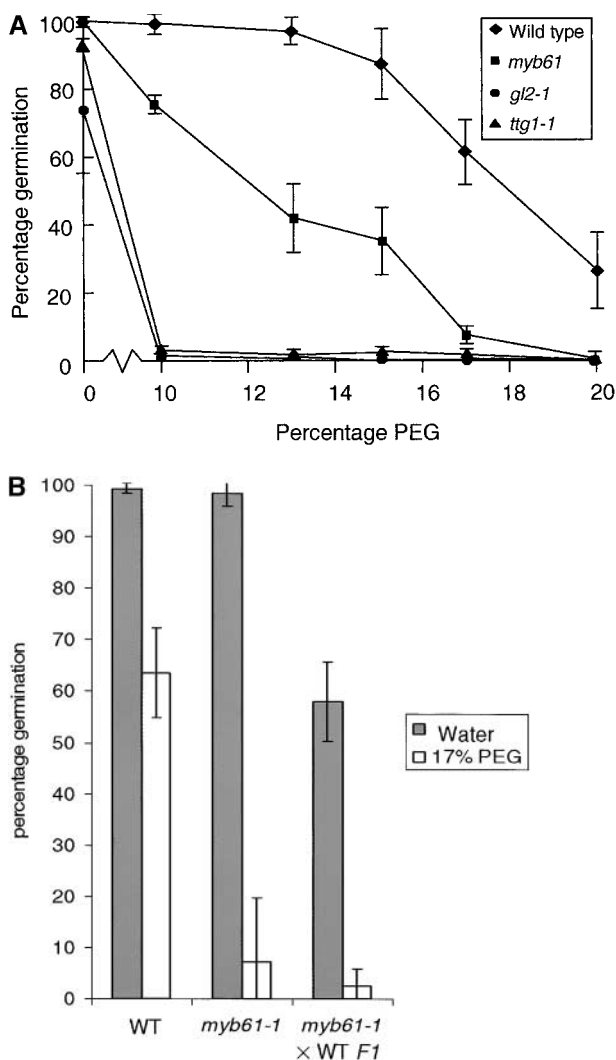 A
100
80
60
40
20
0
Percentage germination
0 10 12 14 16 18 20
Percentage PEG
Wild type
myb61
gl2-1
ttg1-1
B
100
90
80
70
60
50
40
30
20
10
0
percentage germination
WT
myb61-1
myb61-1
× WT F1
Water
17% PEG